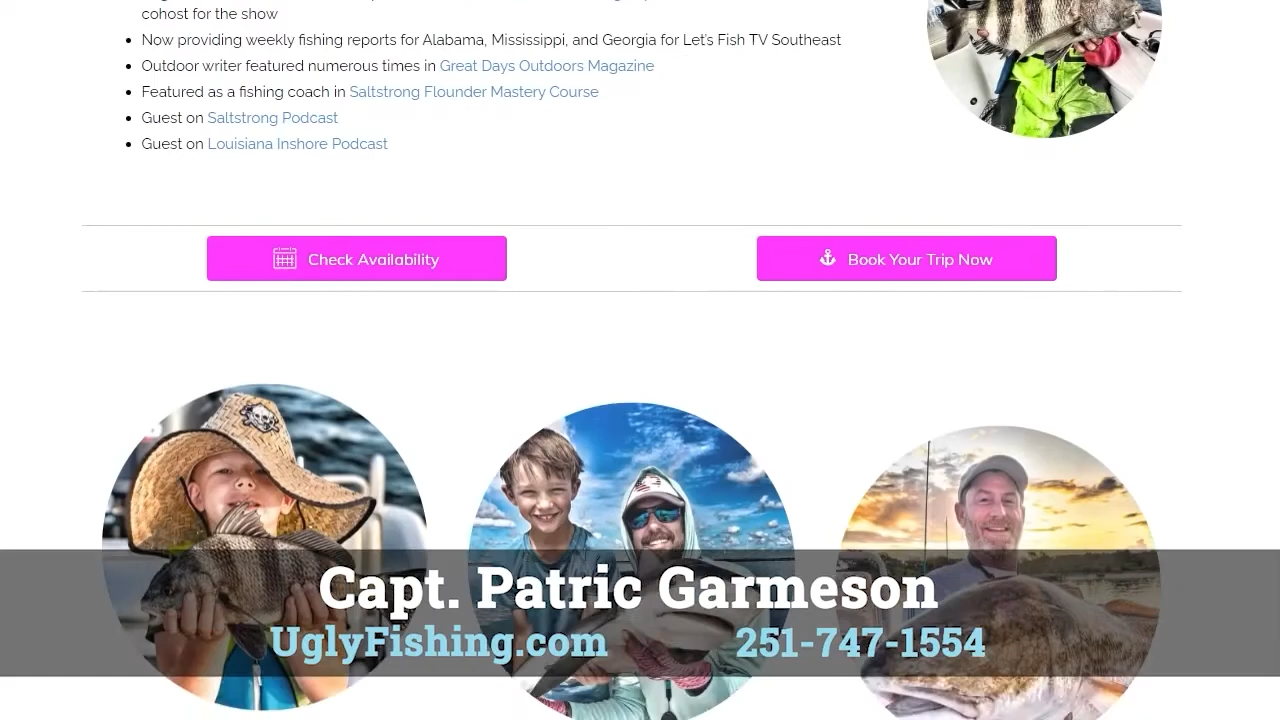 cohost for the show
Now providing weekly fishing reports for Alabama, Mississippi, and Georgia for Let's Fish TV Southeast
Outdoor writer featured numerous times in Great Days Outdoors Magazine
Featured as a fishing coach in Saltstrong Flounder Mastery Course
Guest on Saltstrong Podcast
Guest on Louisiana Inshore Podcast
Check Availability
Book Your Trip Now
Capt. Patric Garmeson
UglyFishing.com
251-747-1554